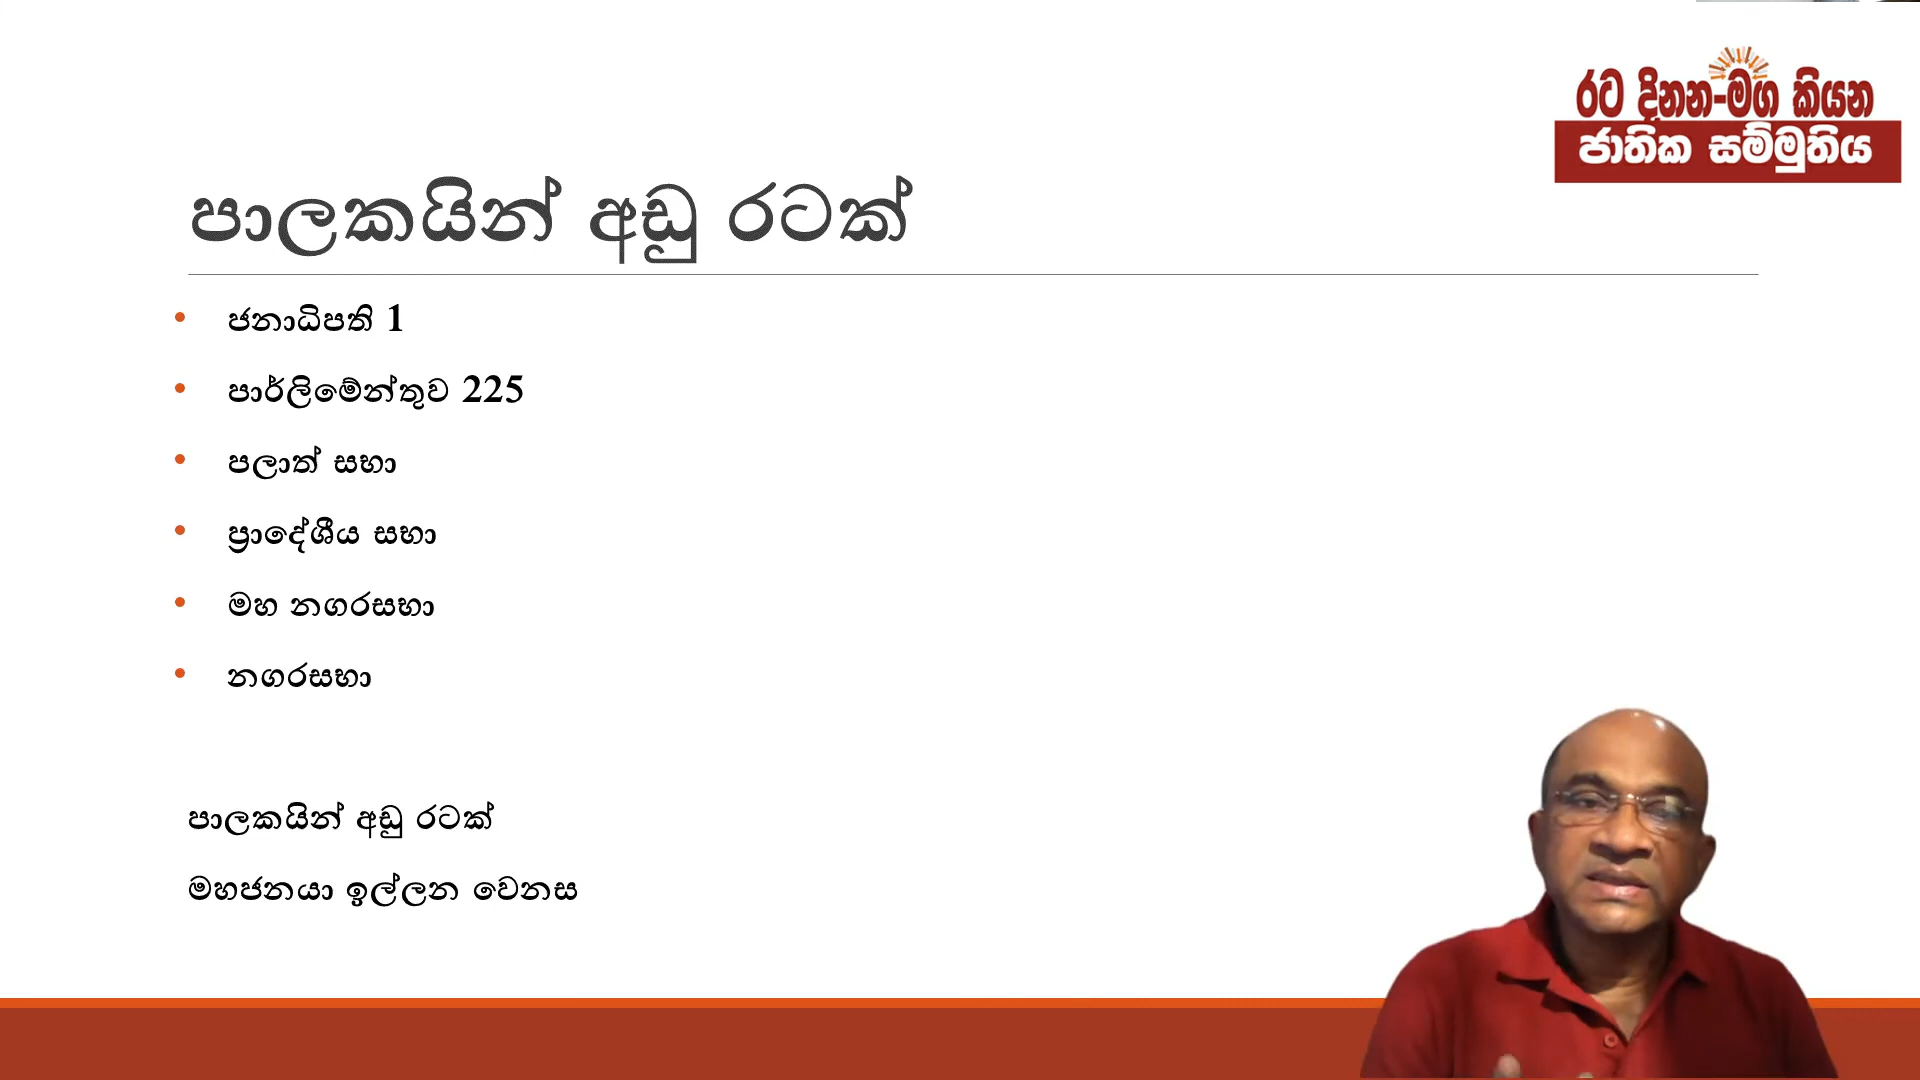 රට දිනන-මග කියන
ජාතික සම්මුතිය
පාලකයින් අඩු රටක්
• ජනාධිපති 1
• පාර්ලිමේන්තුව 225
• පලාත් සභා
• ප්‍රාදේශීය සභා
• මහ නගරසභා
• නගරසභා
පාලකයින් අඩු රටක්
මහජනයා ඉල්ලන වෙනස